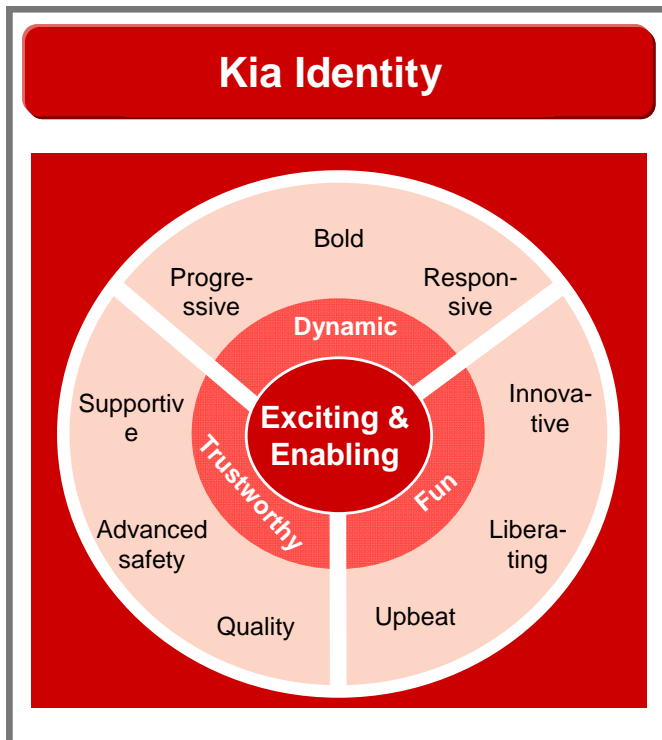 Kia Identity
Bold
Progre-
ssive
Respon-
sive
Dynamic
Supportiv
e
Exciting &
Enabling
Innova-
tive
Trustworthy
Fun
Advanced
safety
Libera-
ting
Quality
Upbeat